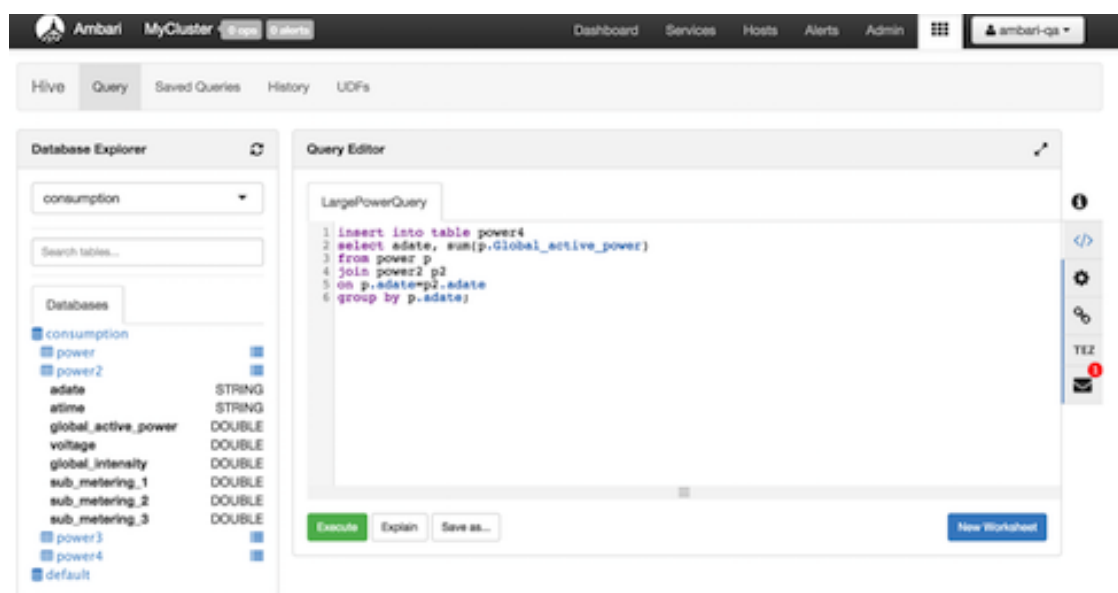 Ambari MyCluster 0 ops 0 alerts Dashboard Services Hosts Alerts Admin ambari-qa
Hive Query Saved Queries History UDFs
Database Explorer
consumption
Search tables...
Databases
consumption
power
power2
adate STRING
atime STRING
global_active_power DOUBLE
voltage DOUBLE
global_intensity DOUBLE
sub_metering_1 DOUBLE
sub_metering_2 DOUBLE
sub_metering_3 DOUBLE
power3
power4
default
Query Editor
LargePowerQuery
1 insert into table power4
2 select adate, sum(p.Global_active_power)
3 from power p
4 join power2 p2
5 on p.adate=p2.adate
6 group by p.adate;
Execute Explain Save as... New Worksheet
</>
TEZ
1